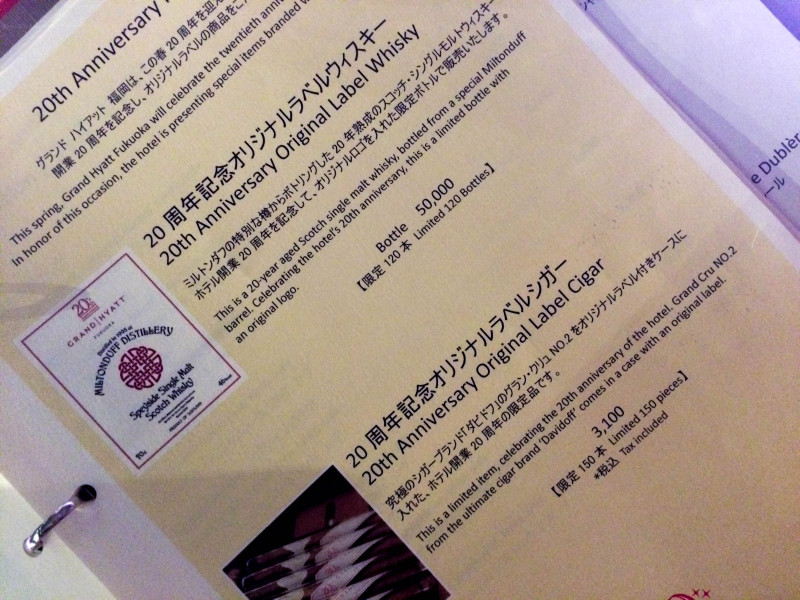 20th Anniversary
グランド ハイアット 福岡は、この春 20 周年を迎え
開業 20 周年を記念し、オリジナルラベルの商品をご
This spring, Grand Hyatt Fukuoka will celebrate the twentieth
In honor of this occasion, the hotel is presenting special items branded
20 周年記念オリジナルラベルウィスキー
20th Anniversary Original Label Whisky
ミルトンダフの特別な樽からボトリングした 20 年熟成のスコッチ・シングルモルトウィスキー
ホテル開業 20 周年を記念して、オリジナルロゴを入れた限定ボトルで販売いたします。
This is a 20-year aged Scotch single malt whisky, bottled from a special Miltonduff
barrel. Celebrating the hotel's 20th anniversary, this is a limited bottle with
an original logo.
Bottle 50,000
【限定 120 本 Limited 120 Bottles】
20
GRAND HYATT
FUKUOKA
Distilled in 1995 at
MILTONDUFF DISTILLERY
Speyside Single Malt
Scotch Whisky
PRODUCT OF SCOTLAND
20 周年記念オリジナルラベルシガー
20th Anniversary Original Label Cigar
究極のシガーブランド「ダビドフ」のグラン・クリュ NO.2 をオリジナルラベル付きケースに
入れた、ホテル開業 20 周年の限定品です。
This is a limited item, celebrating the 20th anniversary of the hotel. Grand Cru NO.2
from the ultimate cigar brand 'Davidoff' comes in a case with an original label.
3,100
【限定 150 本 Limited 150 pieces】
*税込 Tax included
e Dublèr
ール